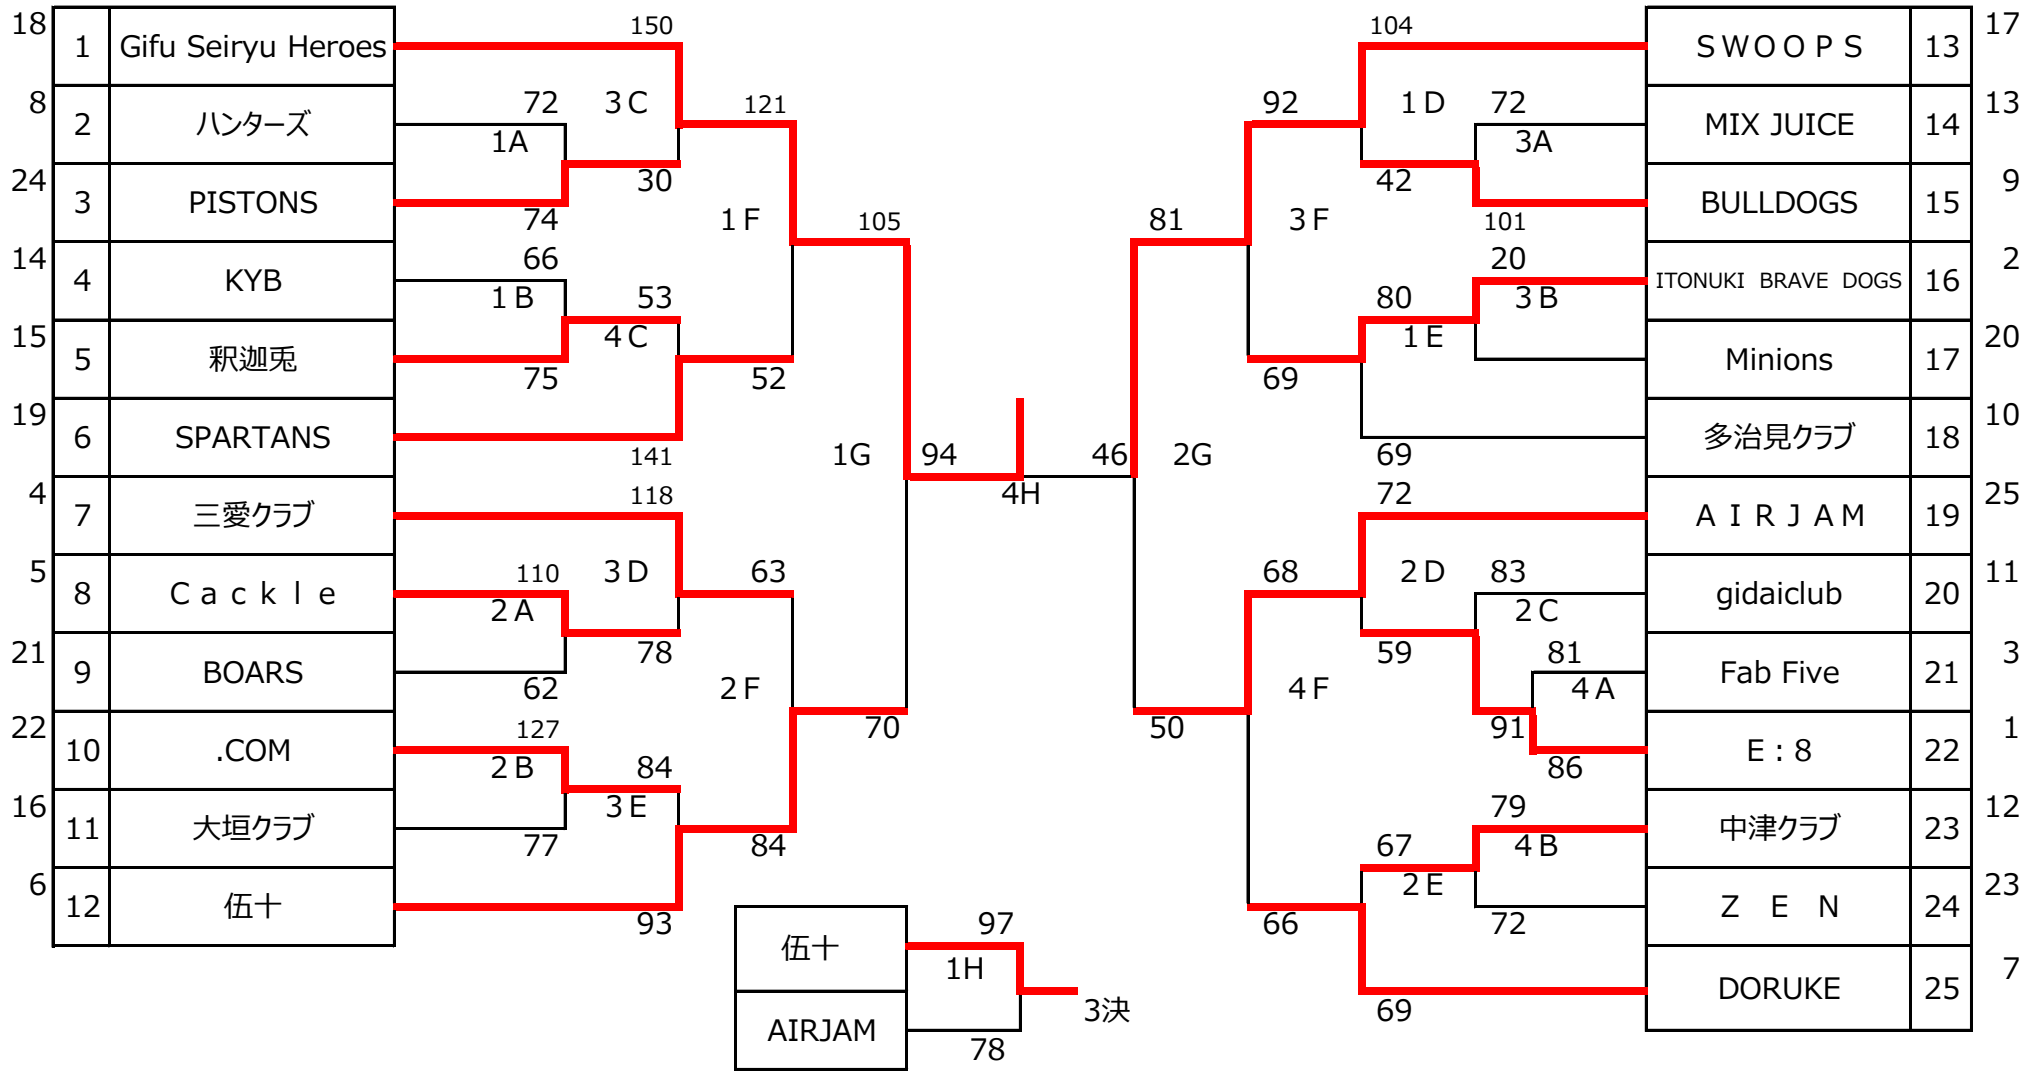 18 1 Gifu Seiryu Heroes 150 104 ＳＷＯＯＰＳ 13 17
8 2 ハンターズ 72 3Ｃ 121 92 1Ｄ 72 MIX JUICE 14 13
1A 3A
24 3 PISTONS 30 42 BULLDOGS 15 9
74 1Ｆ 105 81 3Ｆ 101
14 4 KYB 66 20 ITONUKI BRAVE DOGS 16 2
1Ｂ 53 80 3Ｂ
15 5 釈迦兎 4Ｃ 1Ｅ Minions 17 20
75 52 69
19 6 SPARTANS 多治見クラブ 18 10
141 1G 94 46 2G 69
4 7 三愛クラブ 118 4H 72 ＡＩＲＪＡＭ 19 25
5 8 Ｃａｃｋｌｅ 110 3Ｄ 63 68 2Ｄ 83 gidaiclub 20 11
2Ａ 2Ｃ
21 9 BOARS 78 59 81 Fab Five 21 3
62 2Ｆ 4Ｆ 4Ａ
22 10 .COM 127 70 50 91 Ｅ：８ 22 1
2Ｂ 84 86
16 11 大垣クラブ 3Ｅ 79 中津クラブ 23 12
77 84 67 4Ｂ
6 12 伍十 2Ｅ Ｚ　Ｅ　Ｎ 24 23
93 66 72
伍十 97
1H DORUKE 25 7
3決 69
AIRJAM 78